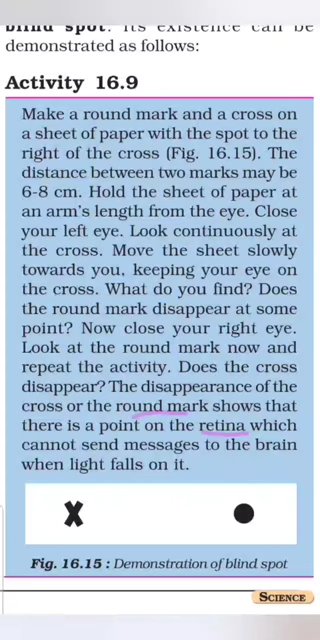 blind spot. Its existence can be
demonstrated as follows:
Activity 16.9
Make a round mark and a cross on
a sheet of paper with the spot to the
right of the cross (Fig. 16.15). The
distance between two marks may be
6-8 cm. Hold the sheet of paper at
an arm's length from the eye. Close
your left eye. Look continuously at
the cross. Move the sheet slowly
towards you, keeping your eye on
the cross. What do you find? Does
the round mark disappear at some
point? Now close your right eye.
Look at the round mark now and
repeat the activity. Does the cross
disappear? The disappearance of the
cross or the round mark shows that
there is a point on the retina which
cannot send messages to the brain
when light falls on it.
Fig. 16.15 : Demonstration of blind spot
SCIENCE